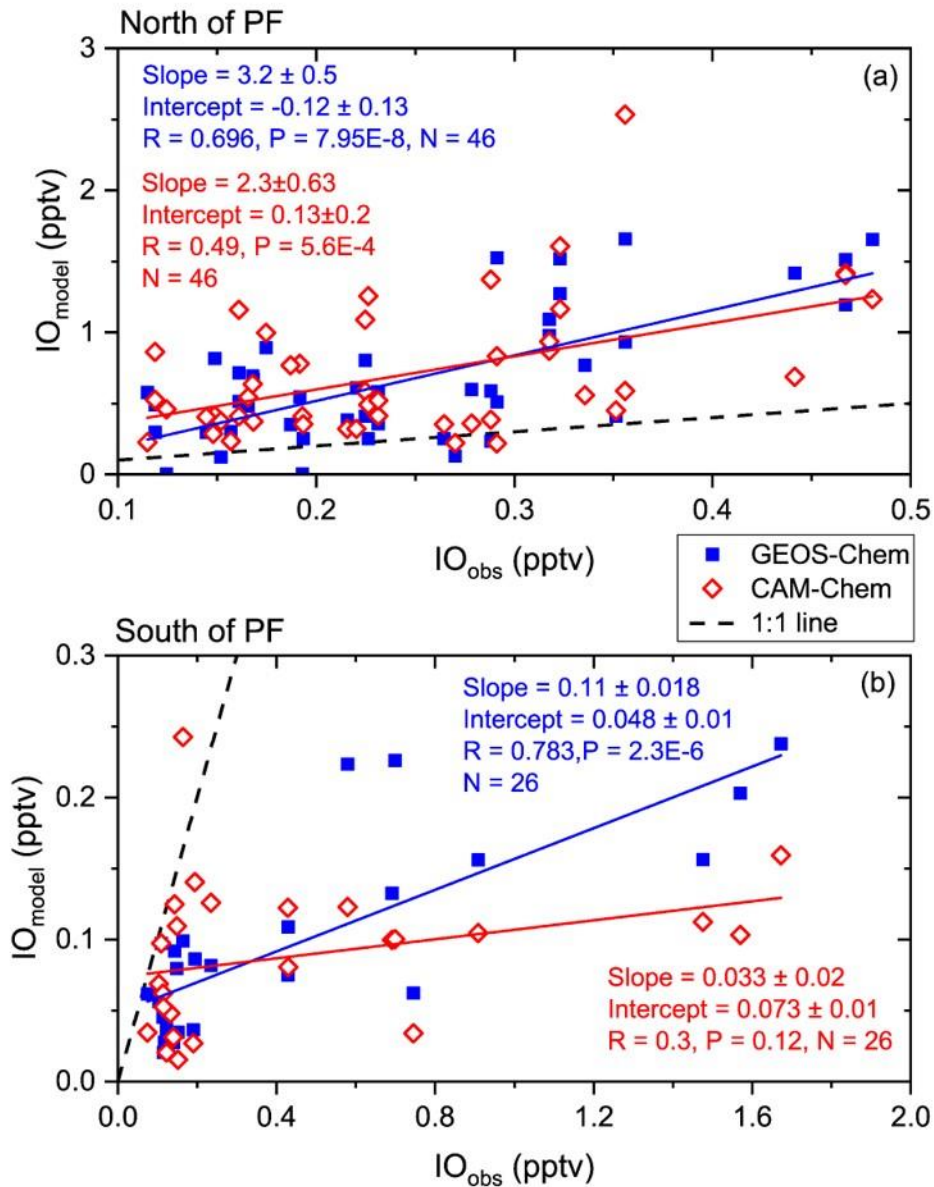 North of PF
(a)
Slope = 3.2 ± 0.5
Intercept = -0.12 ± 0.13
R = 0.696, P = 7.95E-8, N = 46
Slope = 2.3±0.63
Intercept = 0.13±0.2
R = 0.49, P = 5.6E-4
N = 46
3
2
1
0
IOmodel (pptv)
0.1 0.2 0.3 0.4 0.5
IOobs (pptv)
GEOS-Chem
CAM-Chem
1:1 line
South of PF
(b)
Slope = 0.11 ± 0.018
Intercept = 0.048 ± 0.01
R = 0.783,P = 2.3E-6
N = 26
0.3
0.2
0.1
0.0
IOmodel (pptv)
Slope = 0.033 ± 0.02
Intercept = 0.073 ± 0.01
R = 0.3, P = 0.12, N = 26
0.0 0.4 0.8 1.2 1.6 2.0
IOobs (pptv)